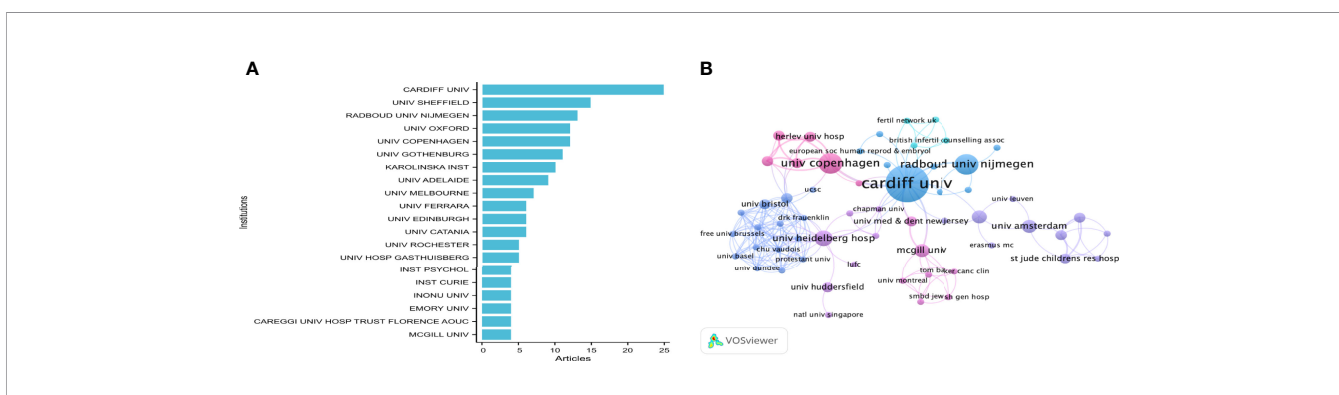 A
CARDIFF UNIV
UNIV SHEFFIELD
RADBOUD UNIV NIJMEGEN
UNIV OXFORD
UNIV COPENHAGEN
UNIV GOTHENBURG
KAROLINSKA INST
UNIV ADELAIDE
UNIV MELBOURNE
UNIV FERRARA
UNIV EDINBURGH
UNIV CATANIA
UNIV ROCHESTER
UNIV HOSP GASTHUISBERG
INST PSYCHOL
INST CURIE
INONU UNIV
EMORY UNIV
CAREGGI UNIV HOSP TRUST FLORENCE AOUC
MCGILL UNIV
Institutions
0 5 10 15 20 25
Articles
B
fertil network uk
herlev univ hosp
british infertil counselling assoc
european soc human reprod & embryol
univ copenhagen
radboud univ nijmegen
cardiff univ
ucsc
univ bristol
chapman univ
univ leuven
drk frauenklin
univ med & dent new jersey
univ amsterdam
free univ brussels
univ heidelberg hosp
chu vaudois
mcgill univ
erasmus mc
univ basel
protestant univ
st jude childrens res hosp
univ dundee
lufc
tom baker canc clin
univ montreal
univ huddersfield
smbd jewish gen hosp
natl univ singapore
VOSviewer